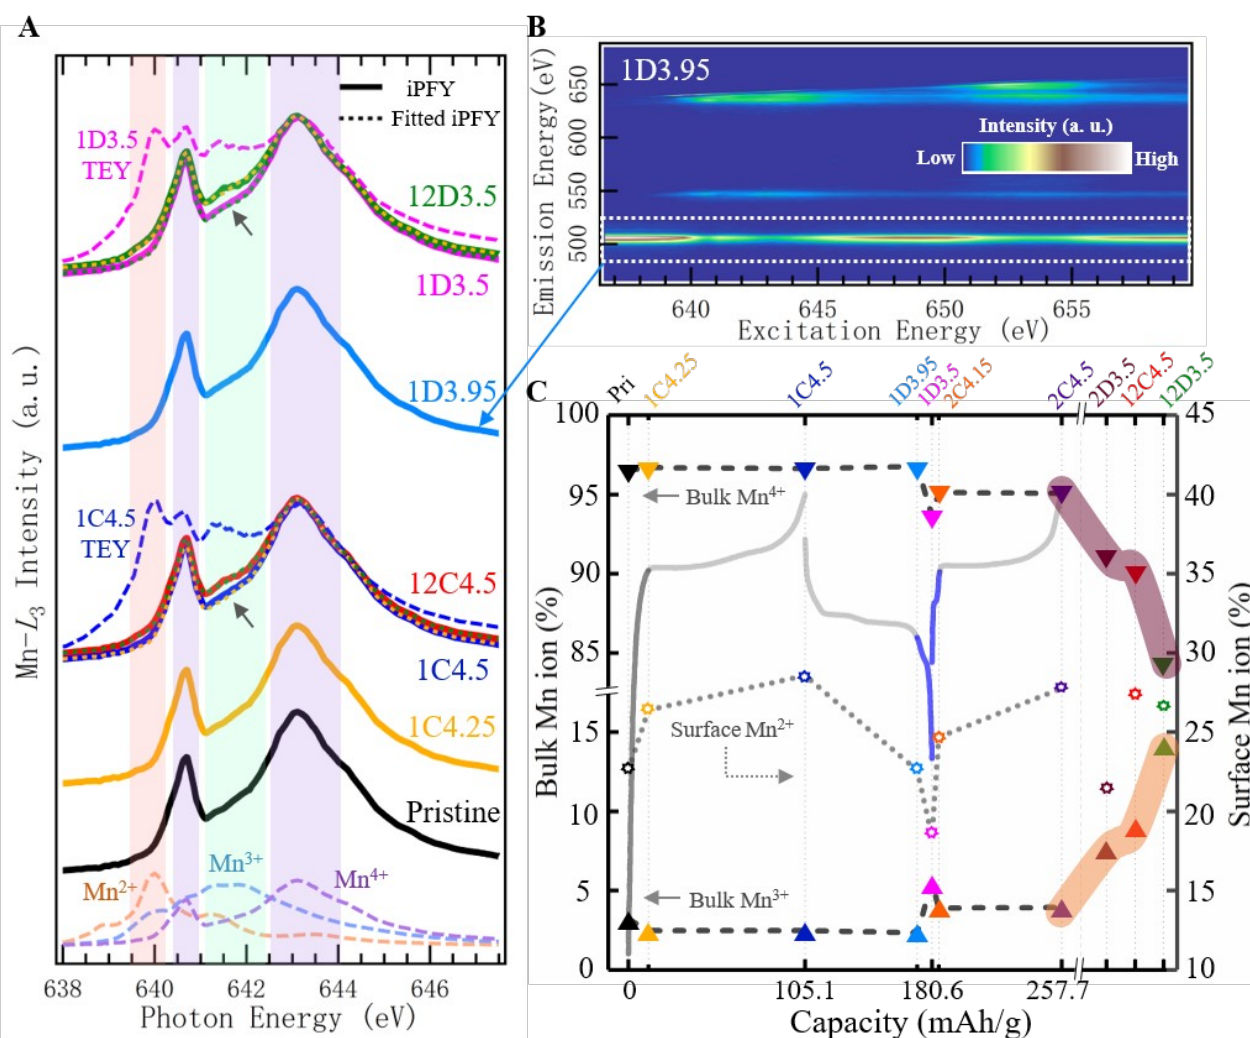 A
iPFY
Fitted iPFY
1D3.5
TEY
12D3.5
1D3.5
1D3.95
1C4.5
TEY
12C4.5
1C4.5
1C4.25
Pristine
Mn2+
Mn3+
Mn4+
Mn-L3 Intensity (a. u.)
638 640 642 644 646
Photon Energy (eV)
B
1D3.95
Intensity (a. u.)
Low High
Emission Energy(eV)
650
600
550
500
640 645 650 655
Excitation Energy (eV)
C
Pri 1C4.25 1C4.5 1D3.95 1D3.5 2C4.15 2C4.5 2D3.5 12C4.5 12D3.5
Bulk Mn ion (%)
100
95
90
85
15
10
5
0
Bulk Mn4+
Surface Mn2+
Bulk Mn3+
45
40
35
30
25
20
15
10
Surface Mn ion (%)
0 105.1 180.6 257.7
Capacity (mAh/g)